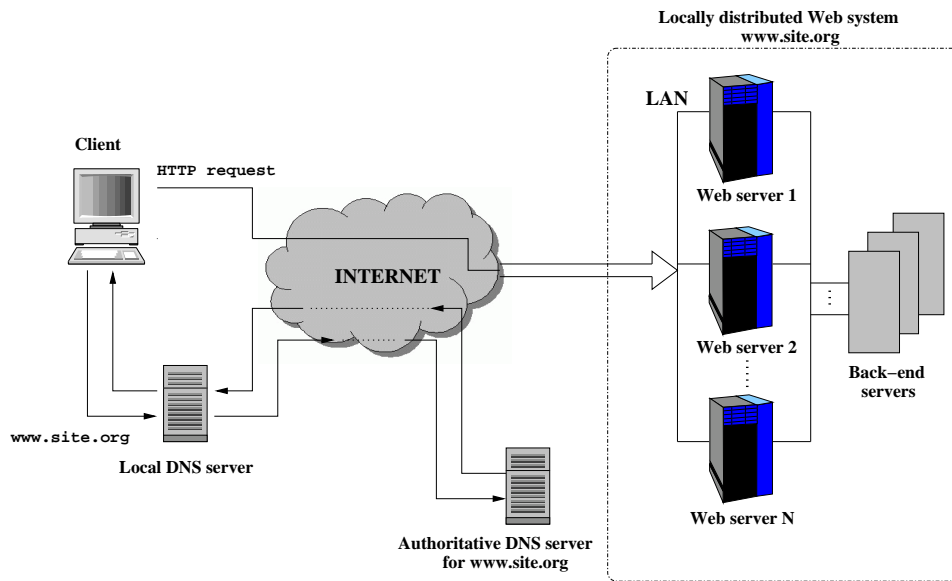 Locally distributed Web system
www.site.org
LAN
Client
HTTP request
Web server 1
INTERNET
Web server 2
Back−end
servers
www.site.org
Local DNS server
Web server N
Authoritative DNS server
for www.site.org